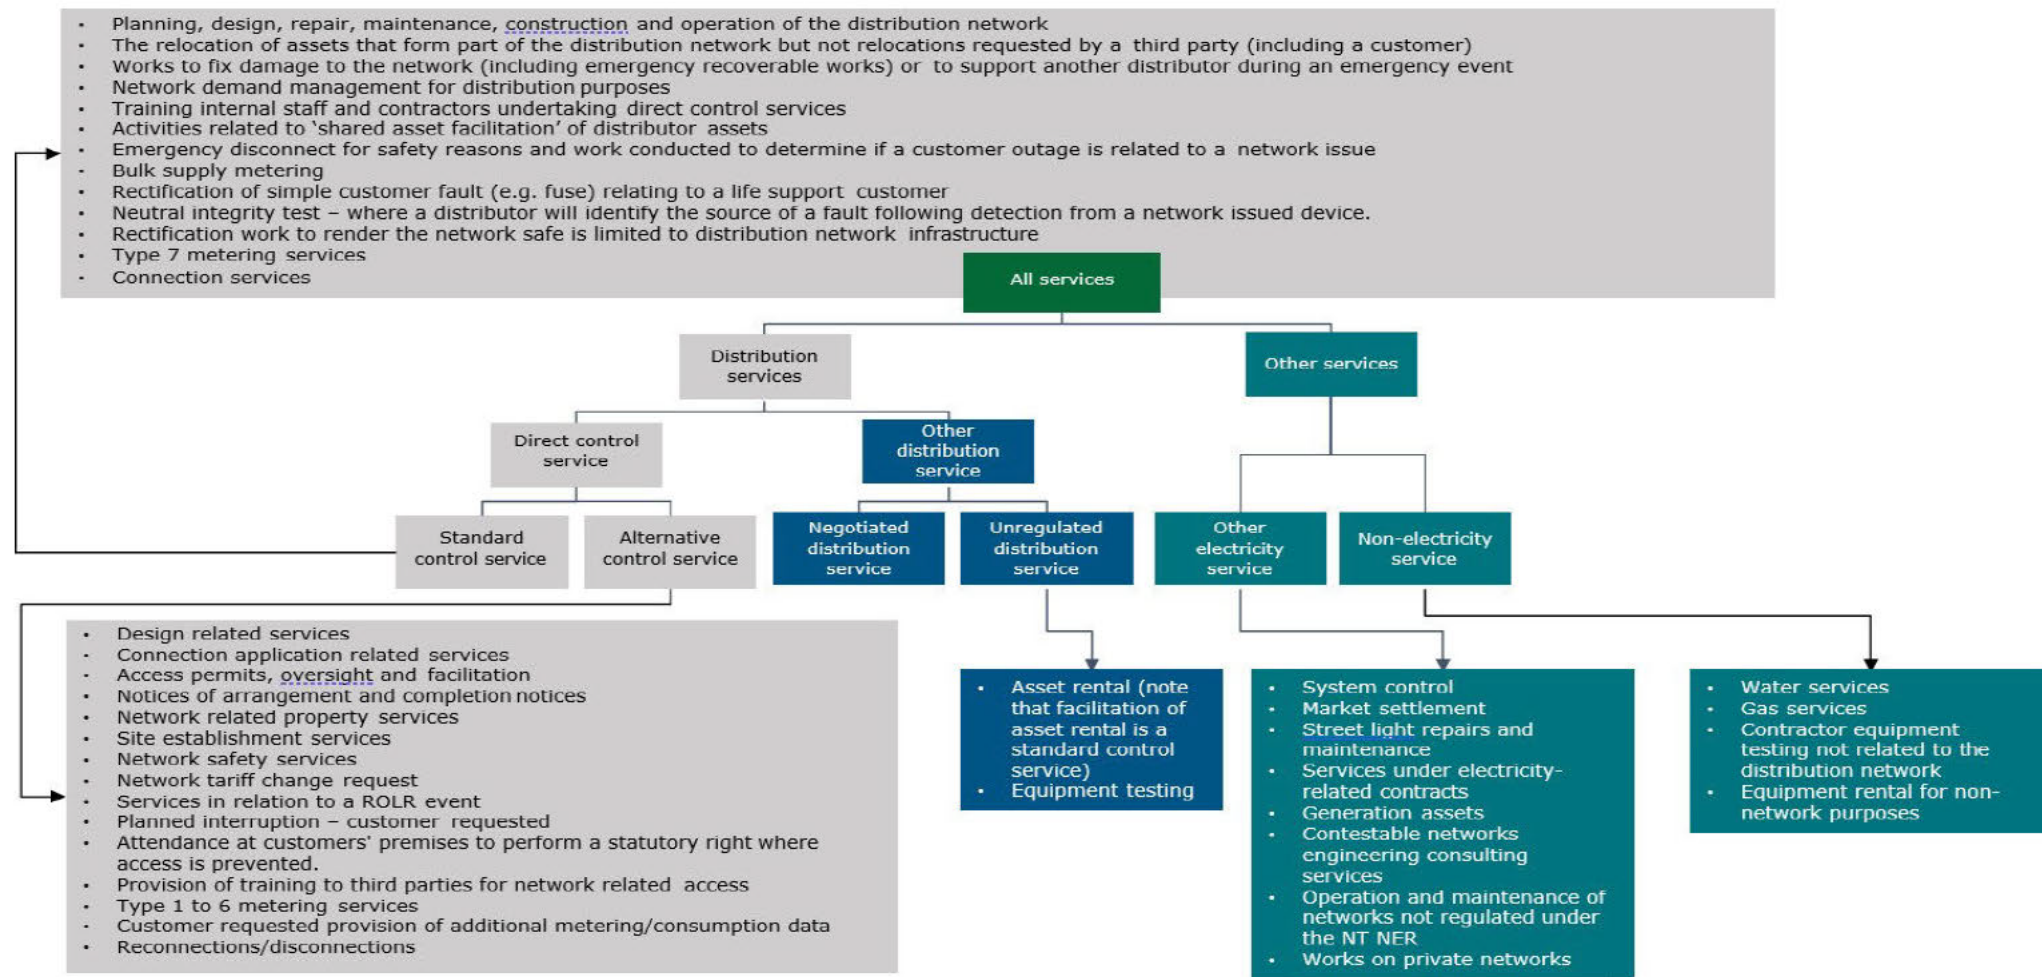 • Planning, design, repair, maintenance, construction and operation of the distribution network
• The relocation of assets that form part of the distribution network but not relocations requested by a third party (including a customer)
• Works to fix damage to the network (including emergency recoverable works) or to support another distributor during an emergency event
• Network demand management for distribution purposes
• Training internal staff and contractors undertaking direct control services
• Activities related to ‘shared asset facilitation’ of distributor assets
• Emergency disconnect for safety reasons and work conducted to determine if a customer outage is related to a network issue
• Bulk supply metering
• Rectification of simple customer fault (e.g. fuse) relating to a life support customer
• Neutral integrity test – where a distributor will identify the source of a fault following detection from a network issued device.
• Rectification work to render the network safe is limited to distribution network infrastructure
• Type 7 metering services
• Connection services
All services
Distribution
services
Other services
Direct control
service
Other
distribution
service
Standard
control service
Alternative
control service
Negotiated
distribution
service
Unregulated
distribution
service
Other
electricity
service
Non-electricity
service
• Design related services
• Connection application related services
• Access permits, oversight and facilitation
• Notices of arrangement and completion notices
• Network related property services
• Site establishment services
• Network safety services
• Network tariff change request
• Services in relation to a ROLR event
• Planned interruption – customer requested
• Attendance at customers' premises to perform a statutory right where
access is prevented.
• Provision of training to third parties for network related access
• Type 1 to 6 metering services
• Customer requested provision of additional metering/consumption data
• Reconnections/disconnections
• Asset rental (note
that facilitation of
asset rental is a
standard control
service)
• Equipment testing
• System control
• Market settlement
• Street light repairs and
maintenance
• Services under electricity-
related contracts
• Generation assets
• Contestable networks
engineering consulting
services
• Operation and maintenance of
networks not regulated under
the NT NER
• Works on private networks
• Water services
• Gas services
• Contractor equipment
testing not related to the
distribution network
• Equipment rental for non-
network purposes